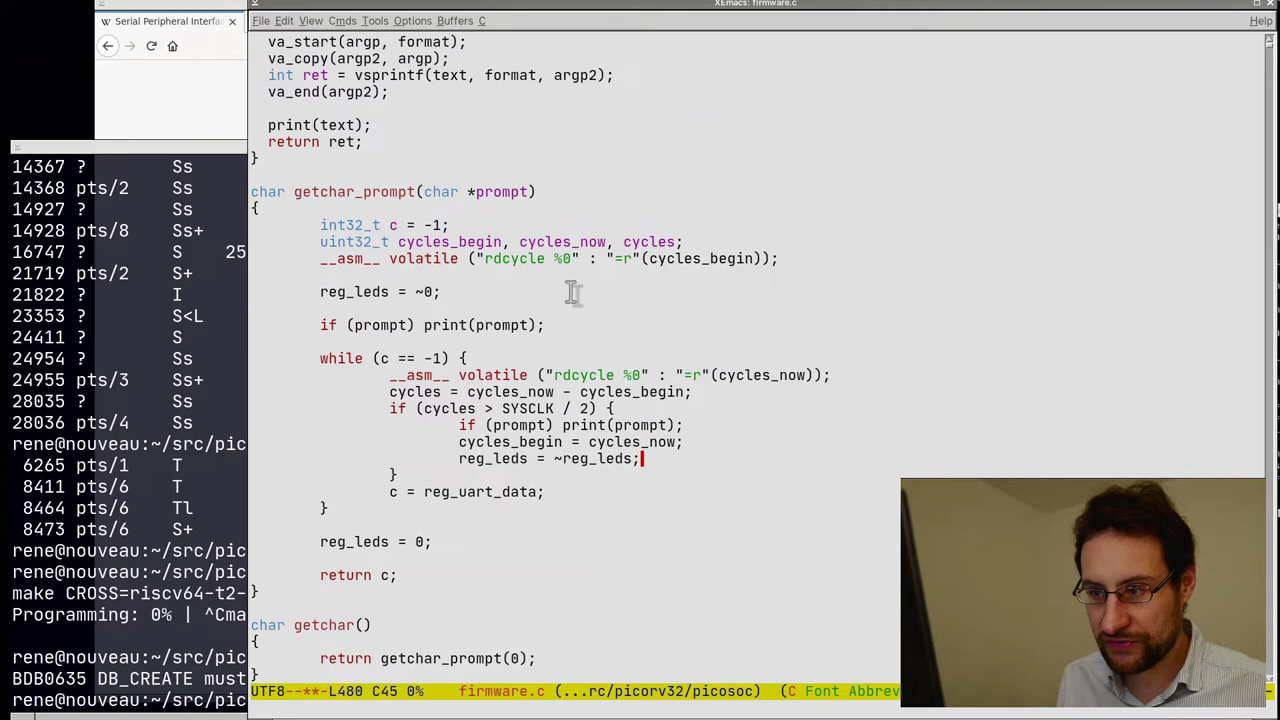 XEmacs: firmware.c
W Serial Peripheral Interfa
File Edit View Cmds Tools Options Buffers C Help
va_start(argp, format);
va_copy(argp2, argp);
int ret = vsprintf(text, format, argp2);
va_end(argp2);
print(text);
return ret;
}
char getchar_prompt(char *prompt)
{
int32_t c = -1;
uint32_t cycles_begin, cycles_now, cycles;
__asm__ volatile ("rdcycle %0" : "=r"(cycles_begin));
reg_leds = ~0;
if (prompt) print(prompt);
while (c == -1) {
__asm__ volatile ("rdcycle %0" : "=r"(cycles_now));
cycles = cycles_now - cycles_begin;
if (cycles > SYSCLK / 2) {
if (prompt) print(prompt);
cycles_begin = cycles_now;
reg_leds = ~reg_leds;
}
c = reg_uart_data;
}
reg_leds = 0;
return c;
}
char getchar()
{
return getchar_prompt(0);
}
UTF8--**-L480 C45 0% firmware.c (...rc/picorv32/picosoc) (C Font Abbrev
14367 ? Ss
14368 pts/2 Ss
14927 ? Ss
14928 pts/8 Ss+
16747 ? S 25
21719 pts/2 S+
21822 ? I
23353 ? S<L
24411 ? S
24954 ? Ss
24955 pts/3 Ss+
28035 ? Ss
28036 pts/4 Ss
rene@nouveau:~/src/pic
6265 pts/1 T
8411 pts/6 T
8464 pts/6 Tl
8473 pts/6 S+
rene@nouveau:~/src/pic
rene@nouveau:~/src/pic
make CROSS=riscv64-t2-
Programming: 0% | ^Cma
rene@nouveau:~/src/pic
BDB0635 DB_CREATE must
rene@nouveau:~/src/pic